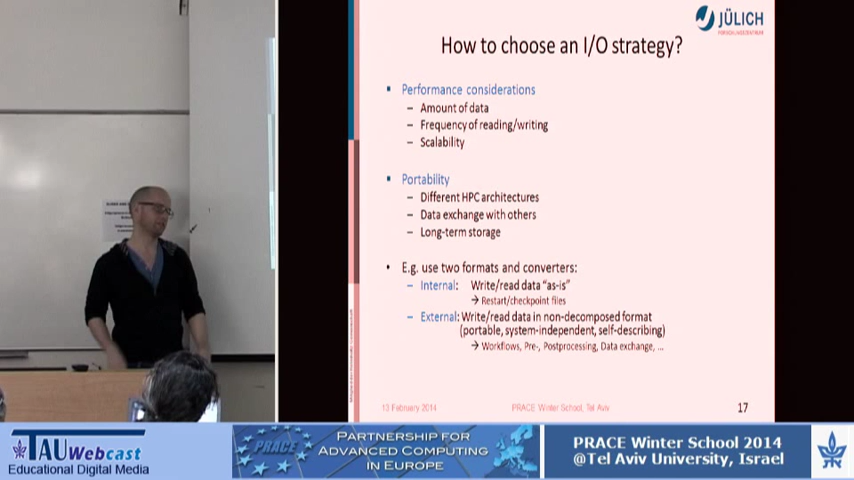 JÜLICH
FORSCHUNGSZENTRUM
How to choose an I/O strategy?
Performance considerations
– Amount of data
– Frequency of reading/writing
– Scalability
Portability
– Different HPC architectures
– Data exchange with others
– Long-term storage
• E.g. use two formats and converters:
– Internal: Write/read data "as-is"
→ Restart/checkpoint files
– External: Write/read data in non-decomposed format
(portable, system-independent, self-describing)
→ Workflows, Pre-, Postprocessing, Data exchange, ...
13 February 2014
PRACE Winter School, Tel Aviv
17
TAU Webcast
Educational Digital Media
PRACE
PARTNERSHIP FOR
ADVANCED COMPUTING
IN EUROPE
PRACE Winter School 2014
@Tel Aviv University, Israel